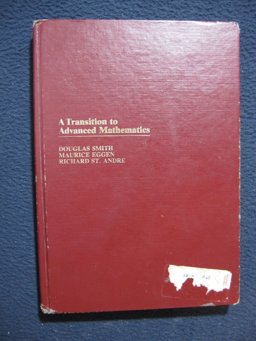 A Transition to
Advanced Mathematics
DOUGLAS SMITH
MAURICE EGGEN
RICHARD ST. ANDRE